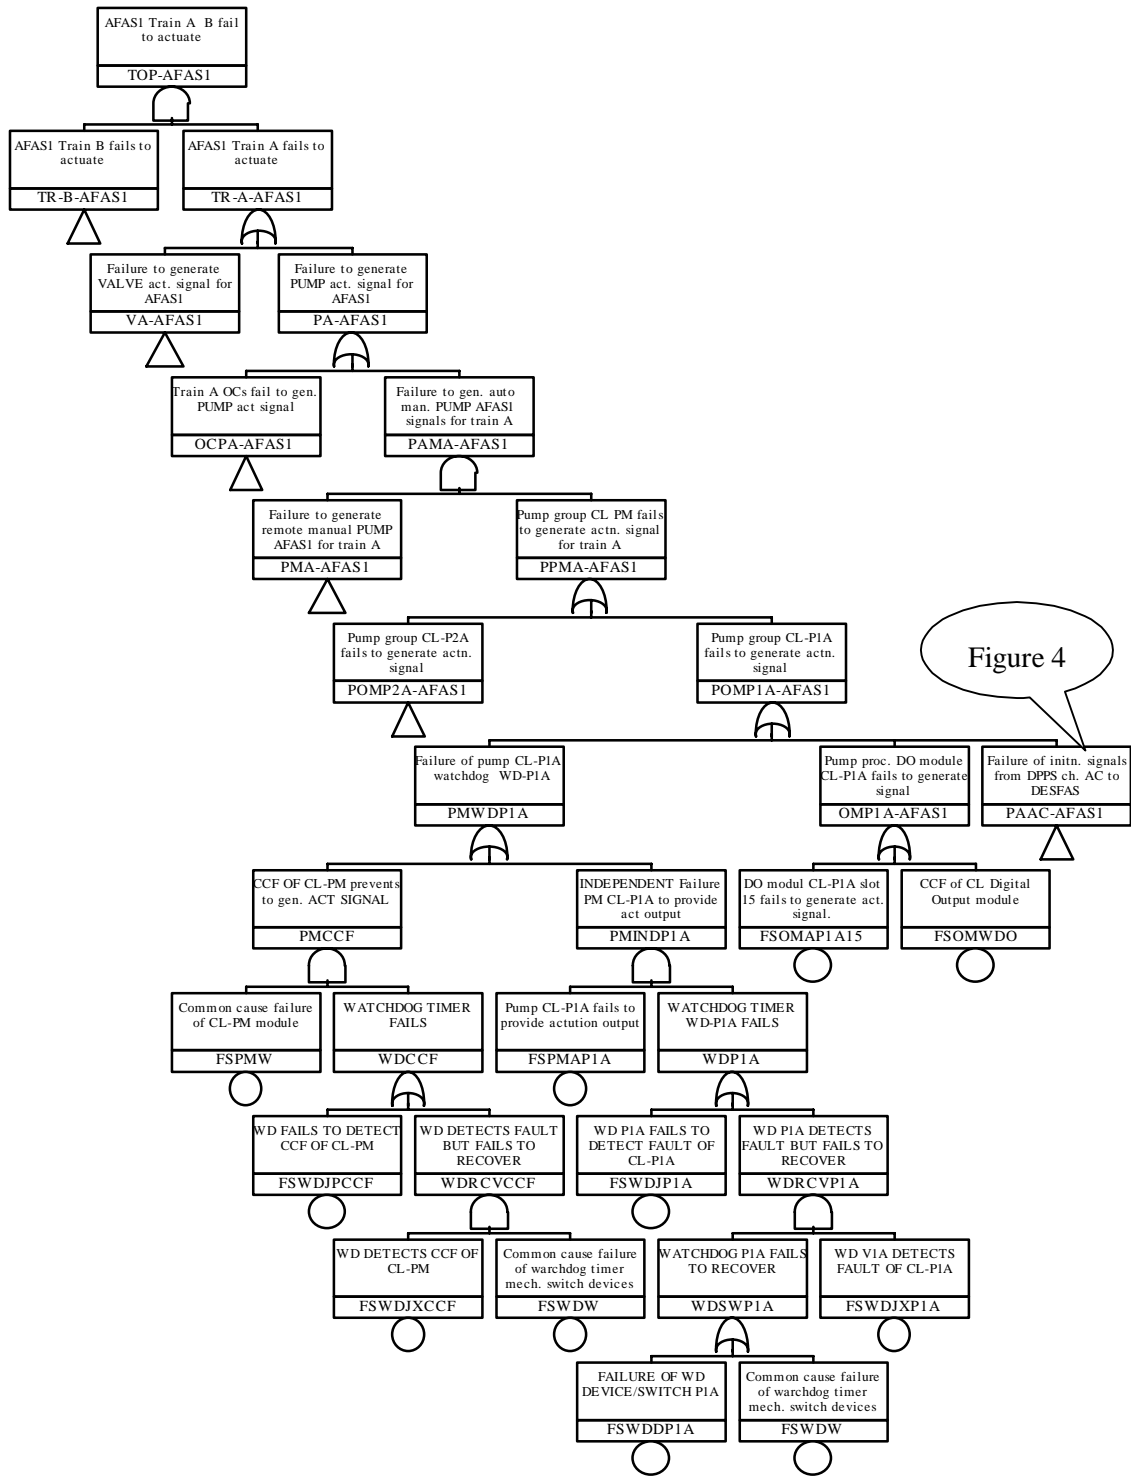 AFAS1 Train A B fail
to actuate
TOP-AFAS1
AFAS1 Train B fails to
actuate
TR-B-AFAS1
AFAS1 Train A fails to
actuate
TR-A-AFAS1
Failure to generate
VALVE act. signal for
AFAS1
VA-AFAS1
Failure to generate
PUMP act. signal for
AFAS1
PA-AFAS1
Train A OCs fail to gen.
PUMP act signal
OCPA-AFAS1
Failure to gen. auto
man. PUMP AFAS1
signals for train A
PAMA-AFAS1
Failure to generate
remote manual PUMP
AFAS1 for train A
PMA-AFAS1
Pump group CL PM fails
to generate actn. signal
for train A
PPMA-AFAS1
Pump group CL-P2A
fails to generate actn.
signal
POMP2A-AFAS1
Pump group CL-P1A
fails to generate actn.
signal
POMP1A-AFAS1
Figure 4
Failure of pump CL-P1A
watchdog WD-P1A
PMWDP1A
Pump proc. DO module
CL-P1A fails to generate
signal
OMP1A-AFAS1
Failure of initn. signals
from DPPS ch. AC to
DESFAS
PAAC-AFAS1
CCF OF CL-PM prevents
to gen. ACT SIGNAL
PMCCF
INDEPENDENT Failure
PM CL-P1A to provide
act output
PMINDP1A
DO modul CL-P1A slot
15 fails to generate act.
signal.
FSOMAP1A15
CCF of CL Digital
Output module
FSOMWDO
Common cause failure
of CL-PM module
FSPMW
WATCHDOG TIMER
FAILS
WDCCF
Pump CL-P1A fails to
provide actution output
FSPMAP1A
WATCHDOG TIMER
WD-P1A FAILS
WDP1A
WD FAILS TO DETECT
CCF OF CL-PM
FSWDJPCCF
WD DETECTS FAULT
BUT FAILS TO
RECOVER
WDRCVCCF
WD P1A FAILS TO
DETECT FAULT OF
CL-P1A
FSWDJP1A
WD P1A DETECTS
FAULT BUT FAILS TO
RECOVER
WDRCVP1A
WD DETECTS CCF OF
CL-PM
FSWDJXCCF
Common cause failure
of warchdog timer
mech. switch devices
FSWDW
WATCHDOG P1A FAILS
TO RECOVER
WDSWP1A
WD V1A DETECTS
FAULT OF CL-P1A
FSWDJXP1A
FAILURE OF WD
DEVICE/SWITCH P1A
FSWDDP1A
Common cause failure
of warchdog timer
mech. switch devices
FSWDW